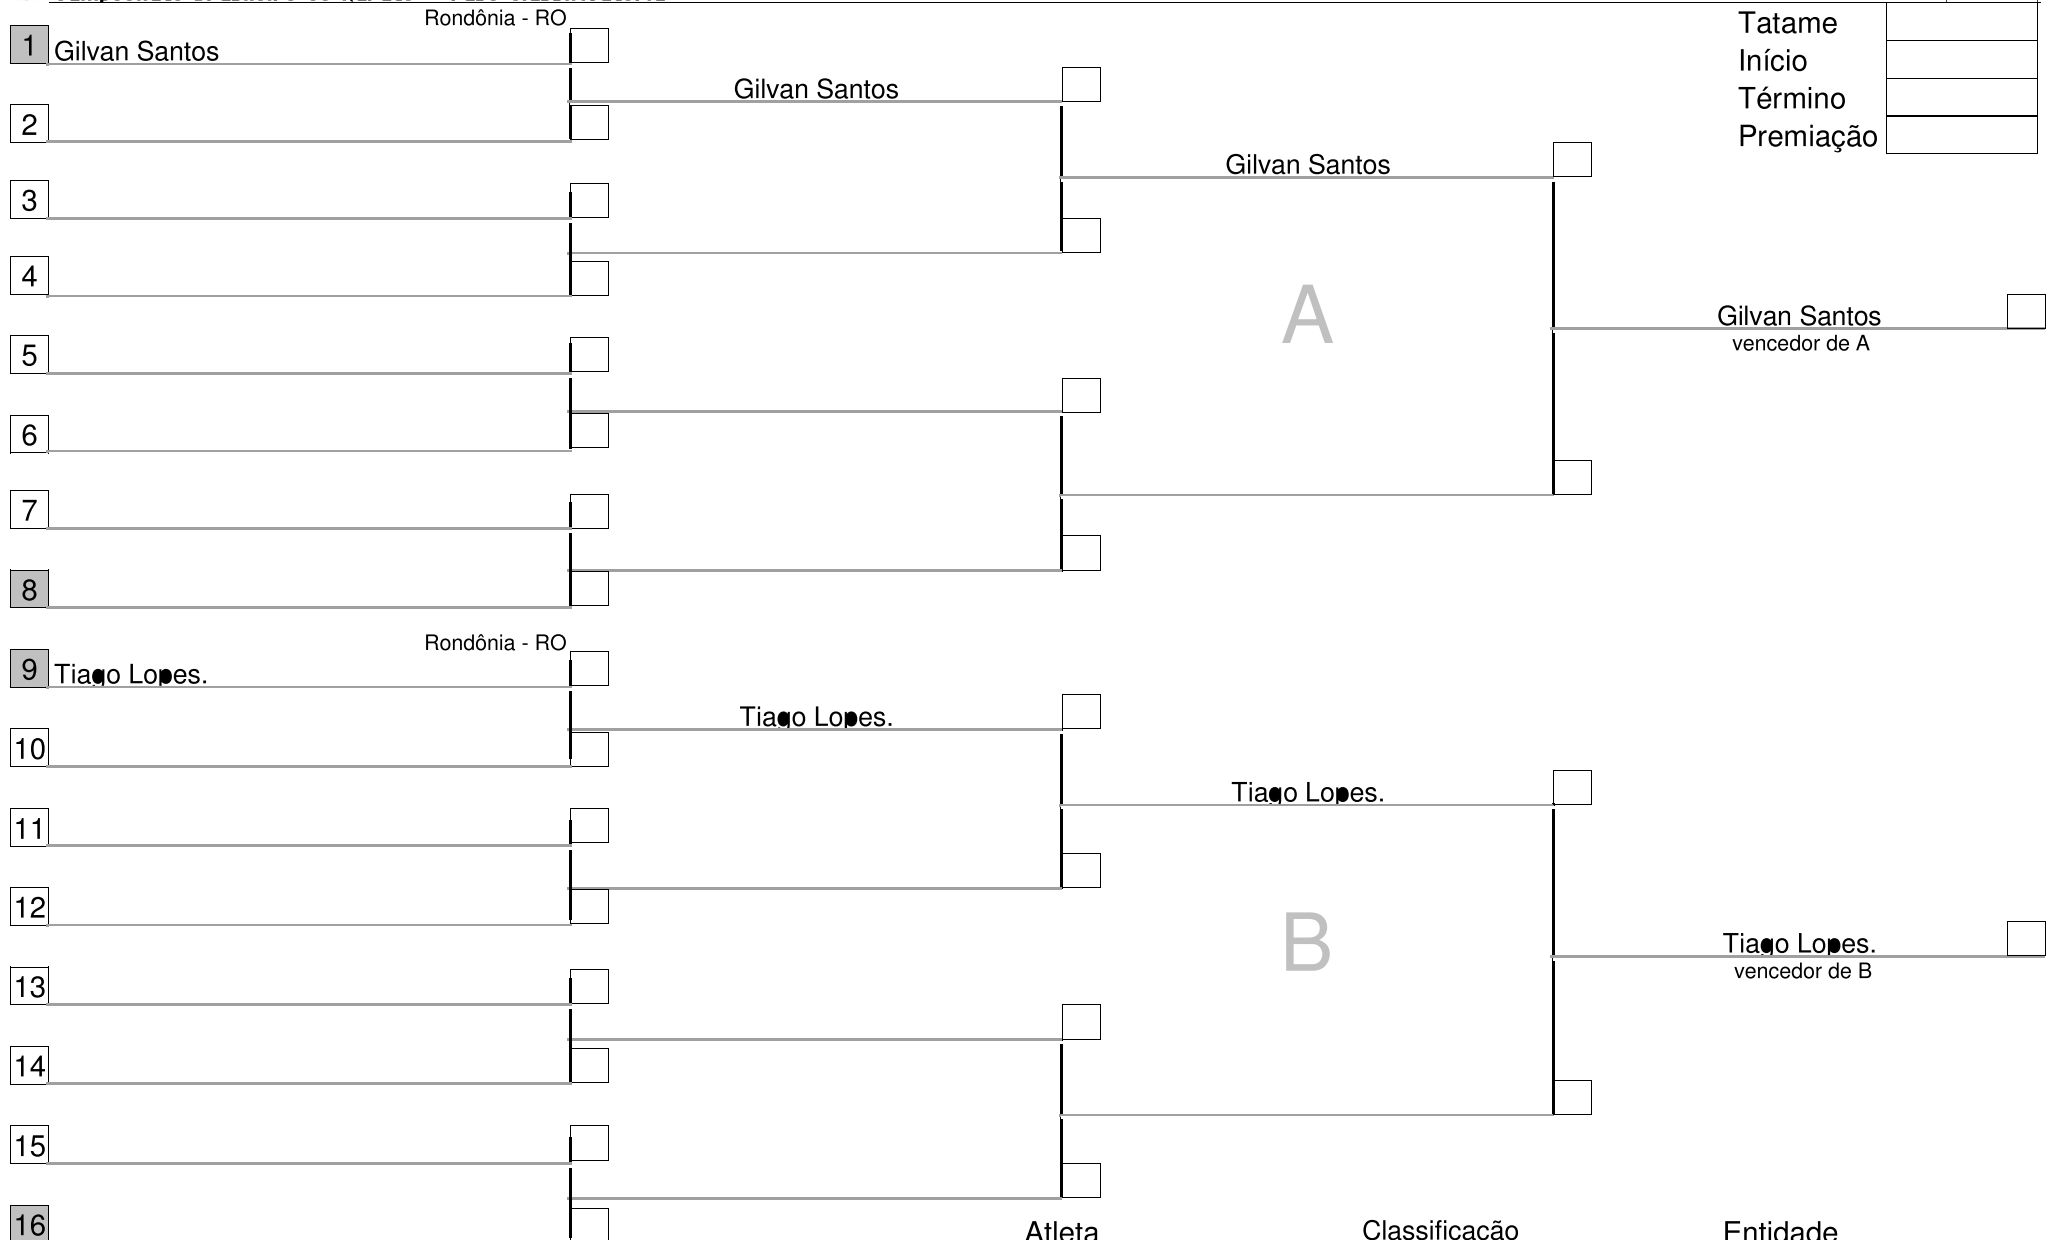 Rondônia - RO
1 Gilvan Santos
2
3
4
5
6
7
8
Rondônia - RO
9 Tiago Lopes.
10
11
12
13
14
15
16
Gilvan Santos
Tiago Lopes.
Gilvan Santos
A
Tiago Lopes.
B
Tatame
Início
Término
Premiação
Gilvan Santos
vencedor de A
Tiago Lopes.
vencedor de B
Atleta Classificação Entidade